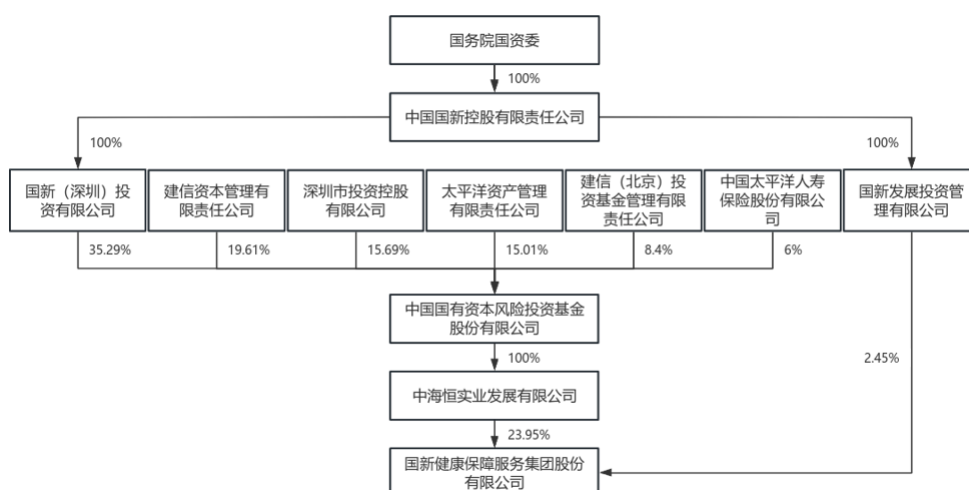 国务院国资委
100%
中国国新控股有限责任公司
100%
100%
国新（深圳）投
资有限公司
建信资本管理有
限责任公司
深圳市投资控股
有限公司
太平洋资产管理
有限责任公司
建信（北京）投
资基金管理有限
责任公司
中国太平洋人寿
保险股份有限公
司
国新发展投资管
理有限公司
35.29%
19.61%
15.69%
15.01%
8.4%
6%
中国国有资本风险投资基金
股份有限公司
100%
2.45%
中海恒实业发展有限公司
23.95%
国新健康保障服务集团股份
有限公司